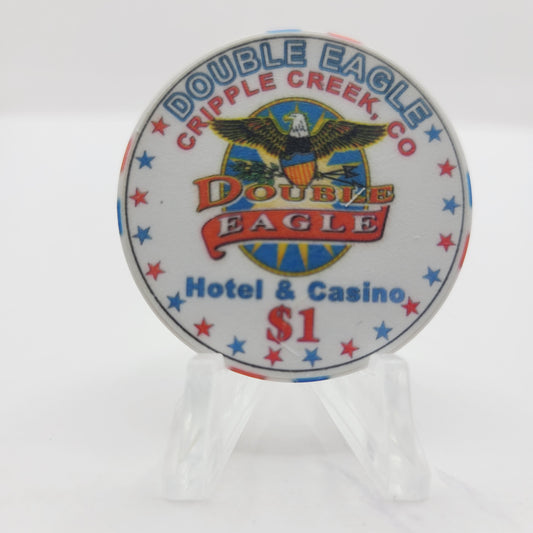 DOUBLE EAGLE
CRIPPLE CREEK, CO
DOUBLE
EAGLE
Hotel & Casino
$1